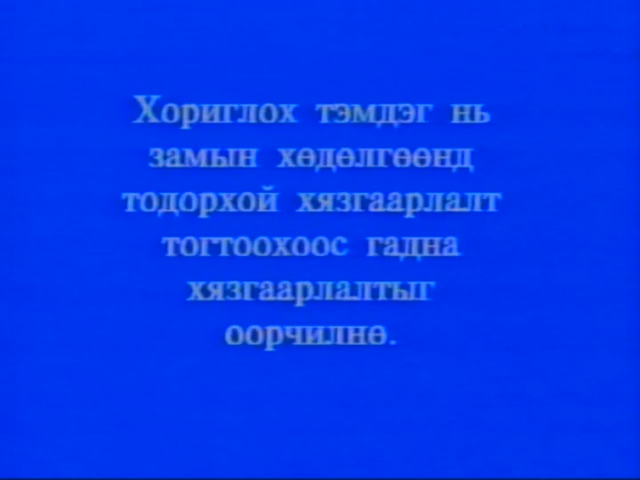 Хориглох тэмдэг нь
замын хөдөлгөөнд
тодорхой хязгаарлалт
тогтоохоос гадна
хязгаарлалтыг
оорчилнө.